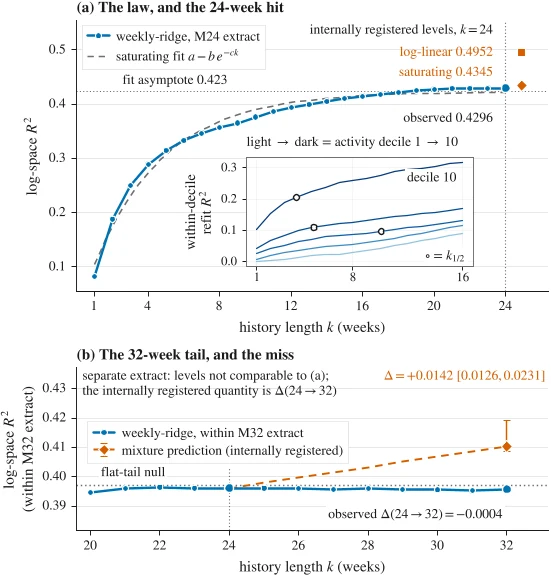 (a) The law, and the 24-week hit
weekly-ridge, M24 extract
saturating fit a − b e^{−ck}
fit asymptote 0.423
internally registered levels, k = 24
log-linear 0.4952
saturating 0.4345
observed 0.4296
light → dark = activity decile 1 → 10
log-space R²
0.5
0.4
0.3
0.2
0.1
within-decile
refit R²
0.3
0.2
0.1
0.0
decile 10
= k_{1/2}
1 8 16
1 4 8 12 16 20 24
history length k (weeks)
(b) The 32-week tail, and the miss
separate extract: levels not comparable to (a);
the internally registered quantity is Δ(24 → 32)
Δ = +0.0142 [0.0126, 0.0231]
weekly-ridge, within M32 extract
mixture prediction (internally registered)
flat-tail null
observed Δ(24 → 32) = −0.0004
log-space R²
(within M32 extract)
0.43
0.42
0.41
0.40
0.39
20 22 24 26 28 30 32
history length k (weeks)